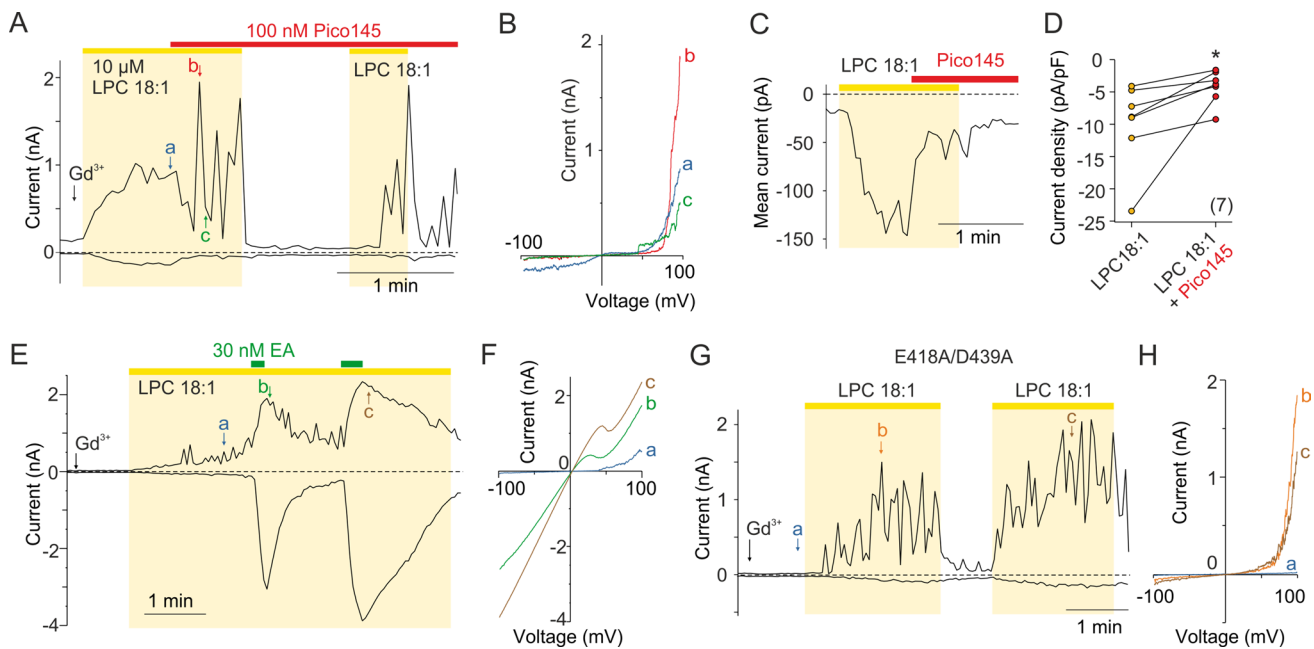 A
100 nM Pico145
10 µM
LPC 18:1
LPC 18:1
b
a
c
Gd³⁺
2
1
0
Current (nA)
1 min
B
2
1
0
Current (nA)
b
a
c
-100
100
Voltage (mV)
C
Pico145
LPC 18:1
0
-50
-100
-150
Mean current (pA)
1 min
D
0
-5
-10
-15
-20
-25
Current density (pA/pF)
*
(7)
LPC18:1
LPC 18:1
+ Pico145
E
30 nM EA
LPC 18:1
b
a
c
Gd³⁺
2
0
-2
-4
Current (nA)
1 min
F
2
0
-2
-4
Current (nA)
c
b
a
-100
100
Voltage (mV)
G
E418A/D439A
LPC 18:1
LPC 18:1
b
c
a
Gd³⁺
2
1
0
Current (nA)
1 min
H
2
1
0
Current (nA)
b
c
a
-100
100
Voltage (mV)